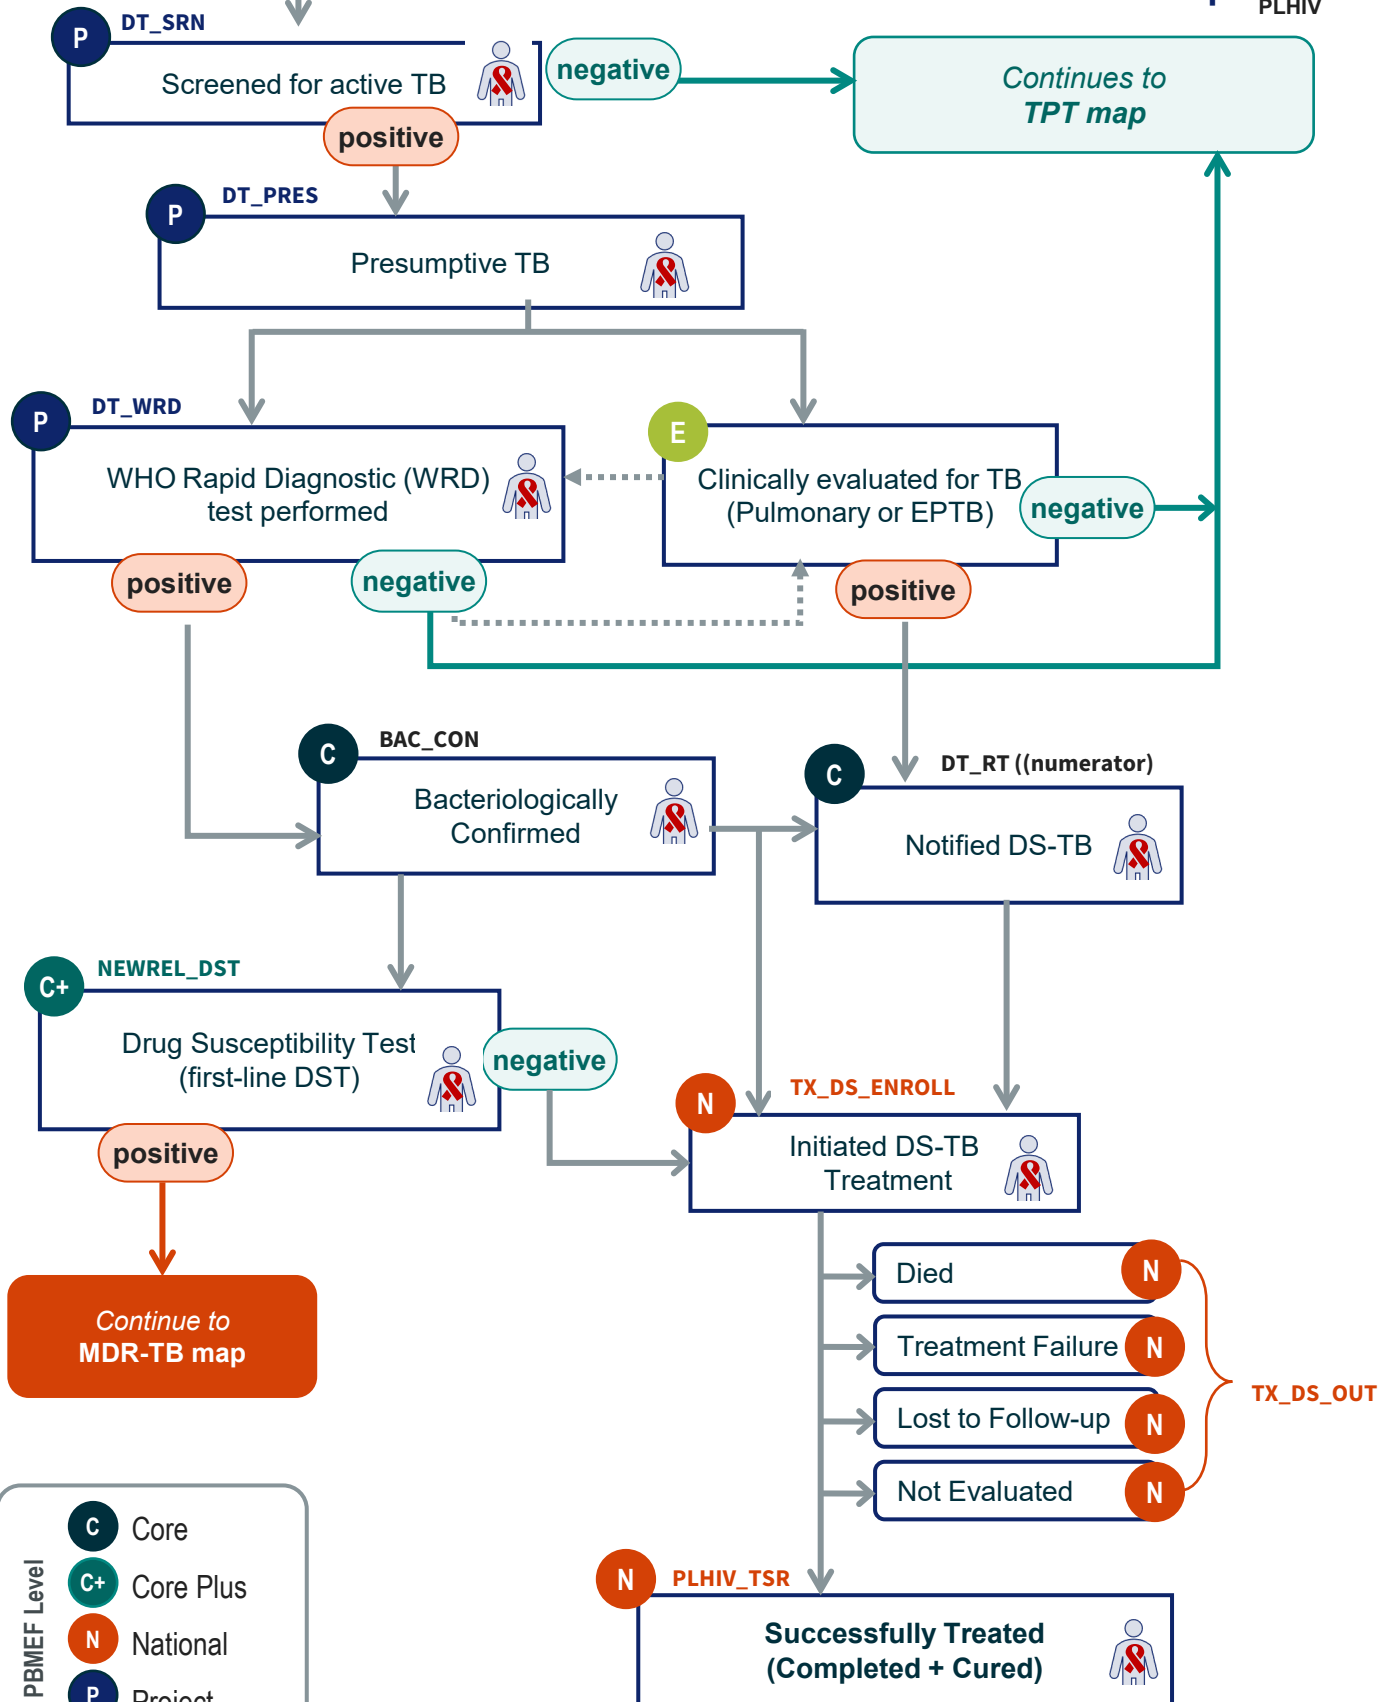 PLHIV
P
DT_SRN
Screened for active TB
negative
positive
Continues to
TPT map
P
DT_PRES
Presumptive TB
P
DT_WRD
WHO Rapid Diagnostic (WRD)
test performed
positive
negative
E
Clinically evaluated for TB
(Pulmonary or EPTB)
negative
positive
C
BAC_CON
Bacteriologically
Confirmed
C
DT_RT ((numerator)
Notified DS-TB
C+
NEWREL_DST
Drug Susceptibility Test
(first-line DST)
negative
positive
Continue to
MDR-TB map
N
TX_DS_ENROLL
Initiated DS-TB
Treatment
Died
N
Treatment Failure
N
Lost to Follow-up
N
Not Evaluated
N
TX_DS_OUT
N
PLHIV_TSR
Successfully Treated
(Completed + Cured)
PBMEF Level
C Core
C+ Core Plus
N National
P Project